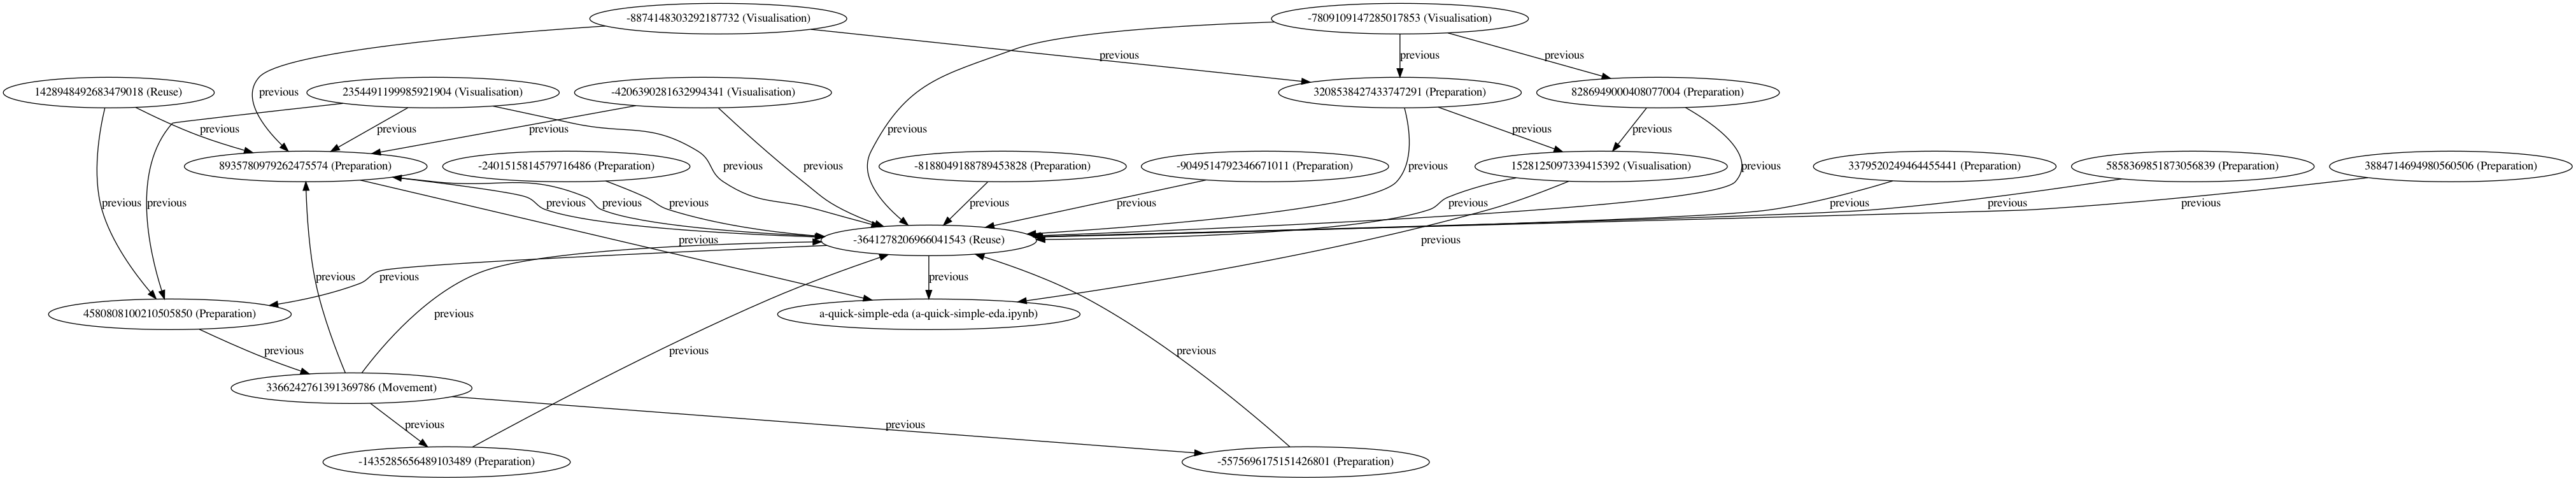 -8874148303292187732 (Visualisation)
-7809109147285017853 (Visualisation)
previous
previous
previous
1428948492683479018 (Reuse)
2354491199985921904 (Visualisation)
-4206390281632994341 (Visualisation)
previous
3208538427433747291 (Preparation)
8286949000408077004 (Preparation)
previous
previous
previous
previous
previous
previous
8935780979262475574 (Preparation)
-2401515814579716486 (Preparation)
previous
previous
-8188049188789453828 (Preparation)
-9049514792346671011 (Preparation)
1528125097339415392 (Visualisation)
previous
3379520249464455441 (Preparation)
5858369851873056839 (Preparation)
3884714694980560506 (Preparation)
previous
previous
previous
previous
previous
previous
previous
previous
previous
previous
previous
previous
-3641278206966041543 (Reuse)
previous
previous
previous
previous
previous
4580808100210505850 (Preparation)
previous
a-quick-simple-eda (a-quick-simple-eda.ipynb)
previous
previous
previous
3366242761391369786 (Movement)
previous
previous
-1435285656489103489 (Preparation)
-5575696175151426801 (Preparation)